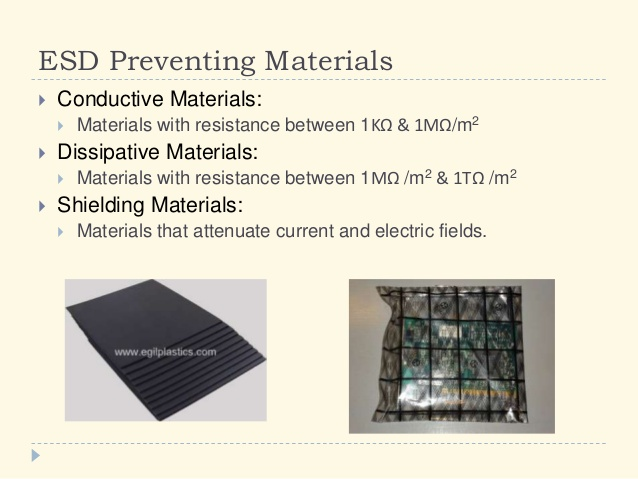 ESD Preventing Materials
Conductive Materials:
Materials with resistance between 1KΩ & 1MΩ/m²
Dissipative Materials:
Materials with resistance between 1MΩ /m² & 1TΩ /m²
Shielding Materials:
Materials that attenuate current and electric fields.
www.egilplastics.com